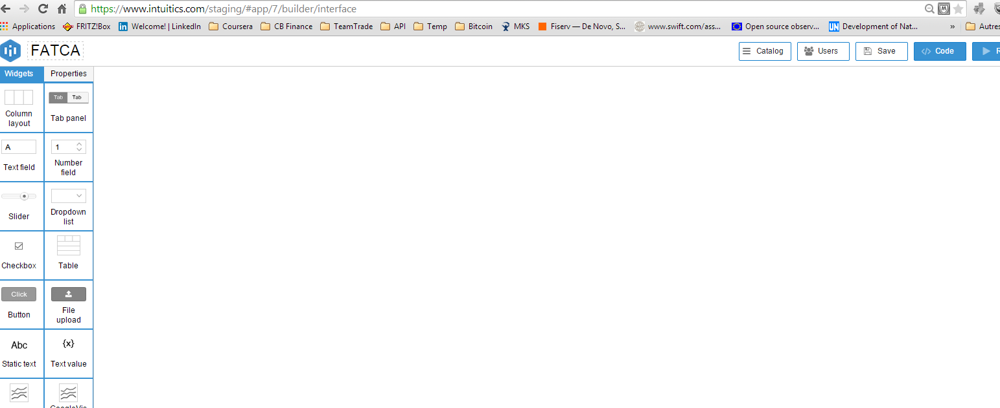 https://www.intuitics.com/staging/#app/7/builder/interface
Applications FRITZ!Box Welcome! | LinkedIn Coursera CB Finance TeamTrade API Temp Bitcoin MKS Fiserv — De Novo, S... www.swift.com/ass... Open source observ... UN Development of Nat... » Autres
FATCA Catalog Users Save </> Code
Widgets Properties
Tab Tab
Column
layout
Tab panel
A 1
Text field
Number
field
Slider
Dropdown
list
Checkbox Table
Click
Button
File
upload
Abc {x}
Static text Text value